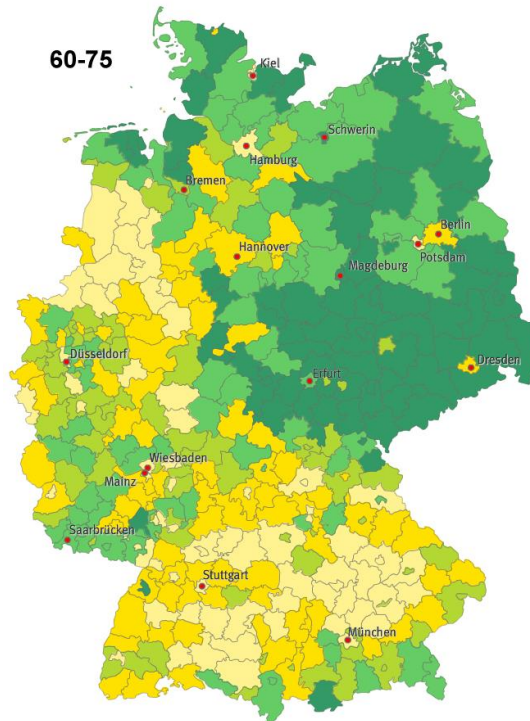 60-75
Kiel
Schwerin
Hamburg
Bremen
Berlin
Hannover
Potsdam
Magdeburg
Düsseldorf
Dresden
Erfurt
Wiesbaden
Mainz
Saarbrücken
Stuttgart
München